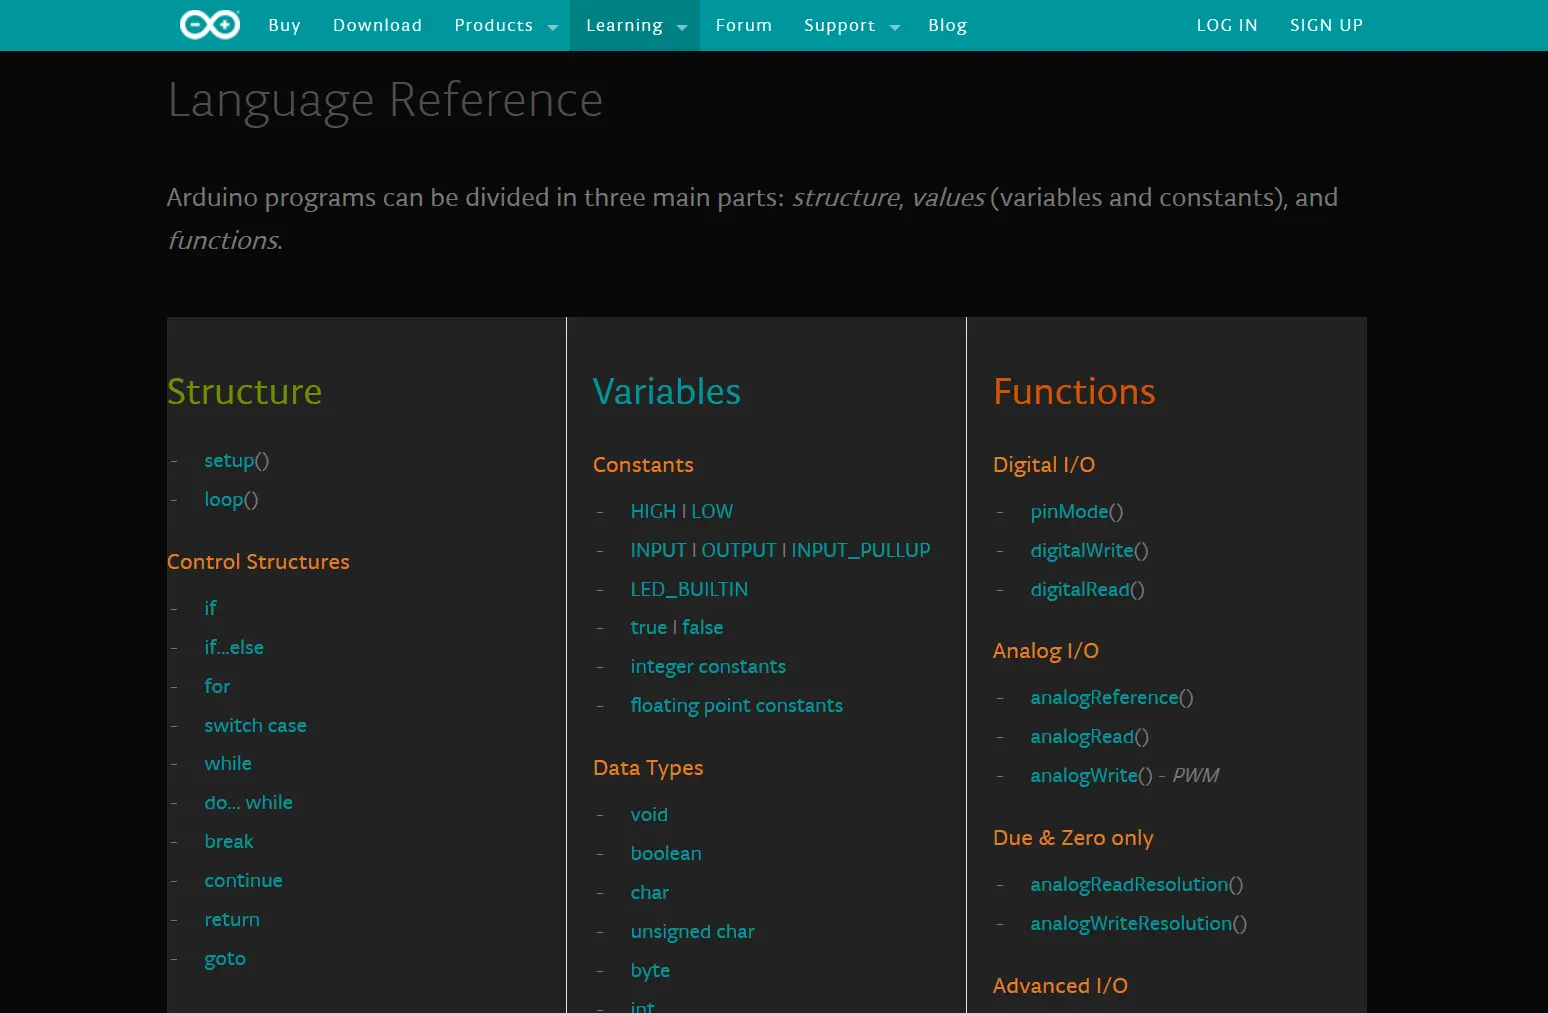 Buy Download Products Learning Forum Support Blog LOG IN SIGN UP
Language Reference
Arduino programs can be divided in three main parts: structure, values (variables and constants), and
functions.
Structure
- setup()
- loop()
Control Structures
- if
- if...else
- for
- switch case
- while
- do... while
- break
- continue
- return
- goto
Variables
Constants
- HIGH | LOW
- INPUT | OUTPUT | INPUT_PULLUP
- LED_BUILTIN
- true | false
- integer constants
- floating point constants
Data Types
- void
- boolean
- char
- unsigned char
- byte
- int
Functions
Digital I/O
- pinMode()
- digitalWrite()
- digitalRead()
Analog I/O
- analogReference()
- analogRead()
- analogWrite() - PWM
Due & Zero only
- analogReadResolution()
- analogWriteResolution()
Advanced I/O